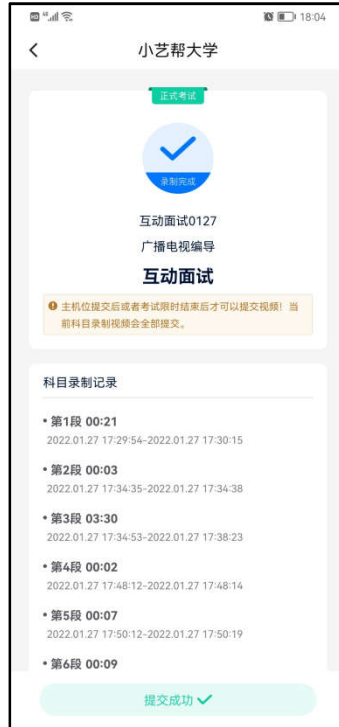 HD 4G 18:04
小艺帮大学
正式考试
录制完成
互动面试0127
广播电视编导
互动面试
主机位提交后或者考试限时结束后才可以提交视频！当
前科目录制视频会全部提交。
科目录制记录
• 第1段 00:21
2022.01.27 17:29:54-2022.01.27 17:30:15
• 第2段 00:03
2022.01.27 17:34:35-2022.01.27 17:34:38
• 第3段 03:30
2022.01.27 17:34:53-2022.01.27 17:38:23
• 第4段 00:02
2022.01.27 17:48:12-2022.01.27 17:48:14
• 第5段 00:07
2022.01.27 17:50:12-2022.01.27 17:50:19
• 第6段 00:09
提交成功